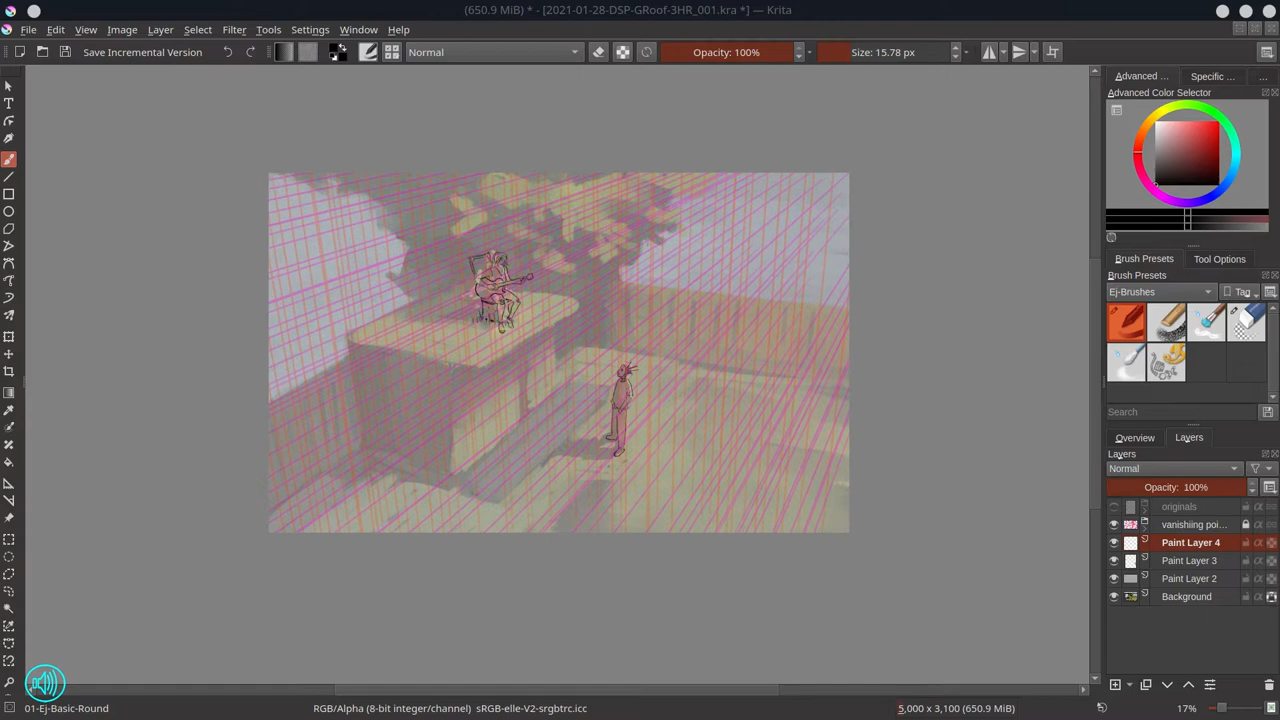 (650.9 MiB) * - [2021-01-28-DSP-GRoof-3HR_001.kra *] — Krita
File Edit View Image Layer Select Filter Tools Settings Window Help
Save Incremental Version Normal Opacity: 100% Size: 15.78 px
Advanced ... Specific ... ...
Advanced Color Selector
Brush Presets Tool Options
Brush Presets
Ej-Brushes Tag
Search
Overview Layers
Layers
Normal
Opacity: 100%
originals
vanishiing poi...
Paint Layer 4
Paint Layer 3
Paint Layer 2
Background
01-Ej-Basic-Round RGB/Alpha (8-bit integer/channel) sRGB-elle-V2-srgbtrc.icc 5,000 x 3,100 (650.9 MiB) 17%